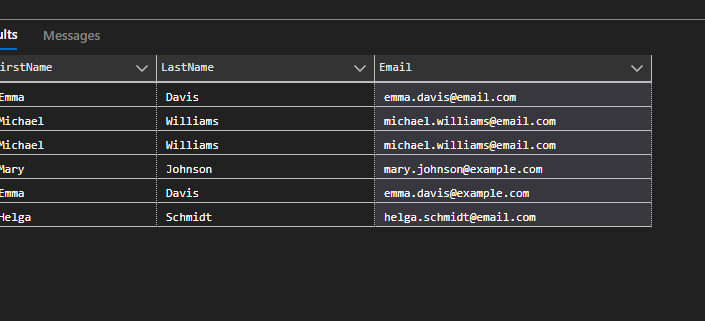 ults Messages
irstName LastName Email
Emma Davis emma.davis@email.com
Michael Williams michael.williams@email.com
Michael Williams michael.williams@email.com
Mary Johnson mary.johnson@example.com
Emma Davis emma.davis@example.com
Helga Schmidt helga.schmidt@email.com